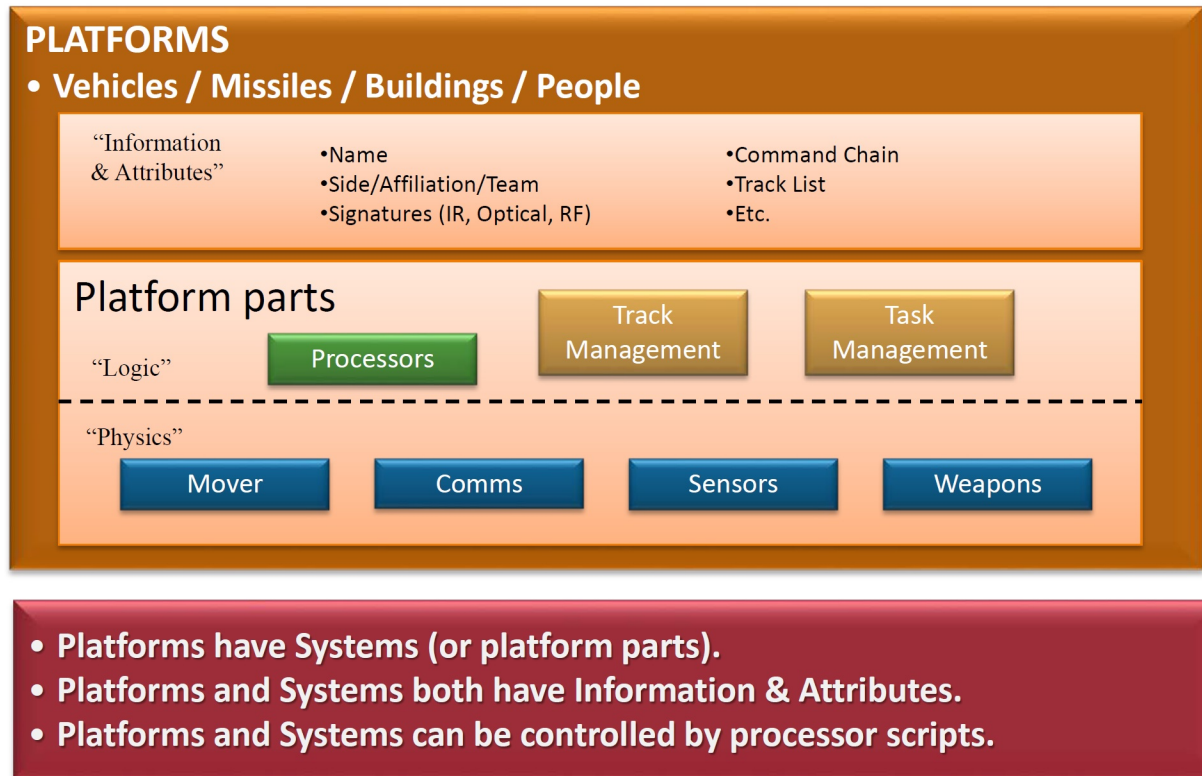 PLATFORMS
• Vehicles / Missiles / Buildings / People
“Information
& Attributes”
•Name
•Side/Affiliation/Team
•Signatures (IR, Optical, RF)
•Command Chain
•Track List
•Etc.
Platform parts
“Logic”
Processors
Track
Management
Task
Management
“Physics”
Mover
Comms
Sensors
Weapons
• Platforms have Systems (or platform parts).
• Platforms and Systems both have Information & Attributes.
• Platforms and Systems can be controlled by processor scripts.